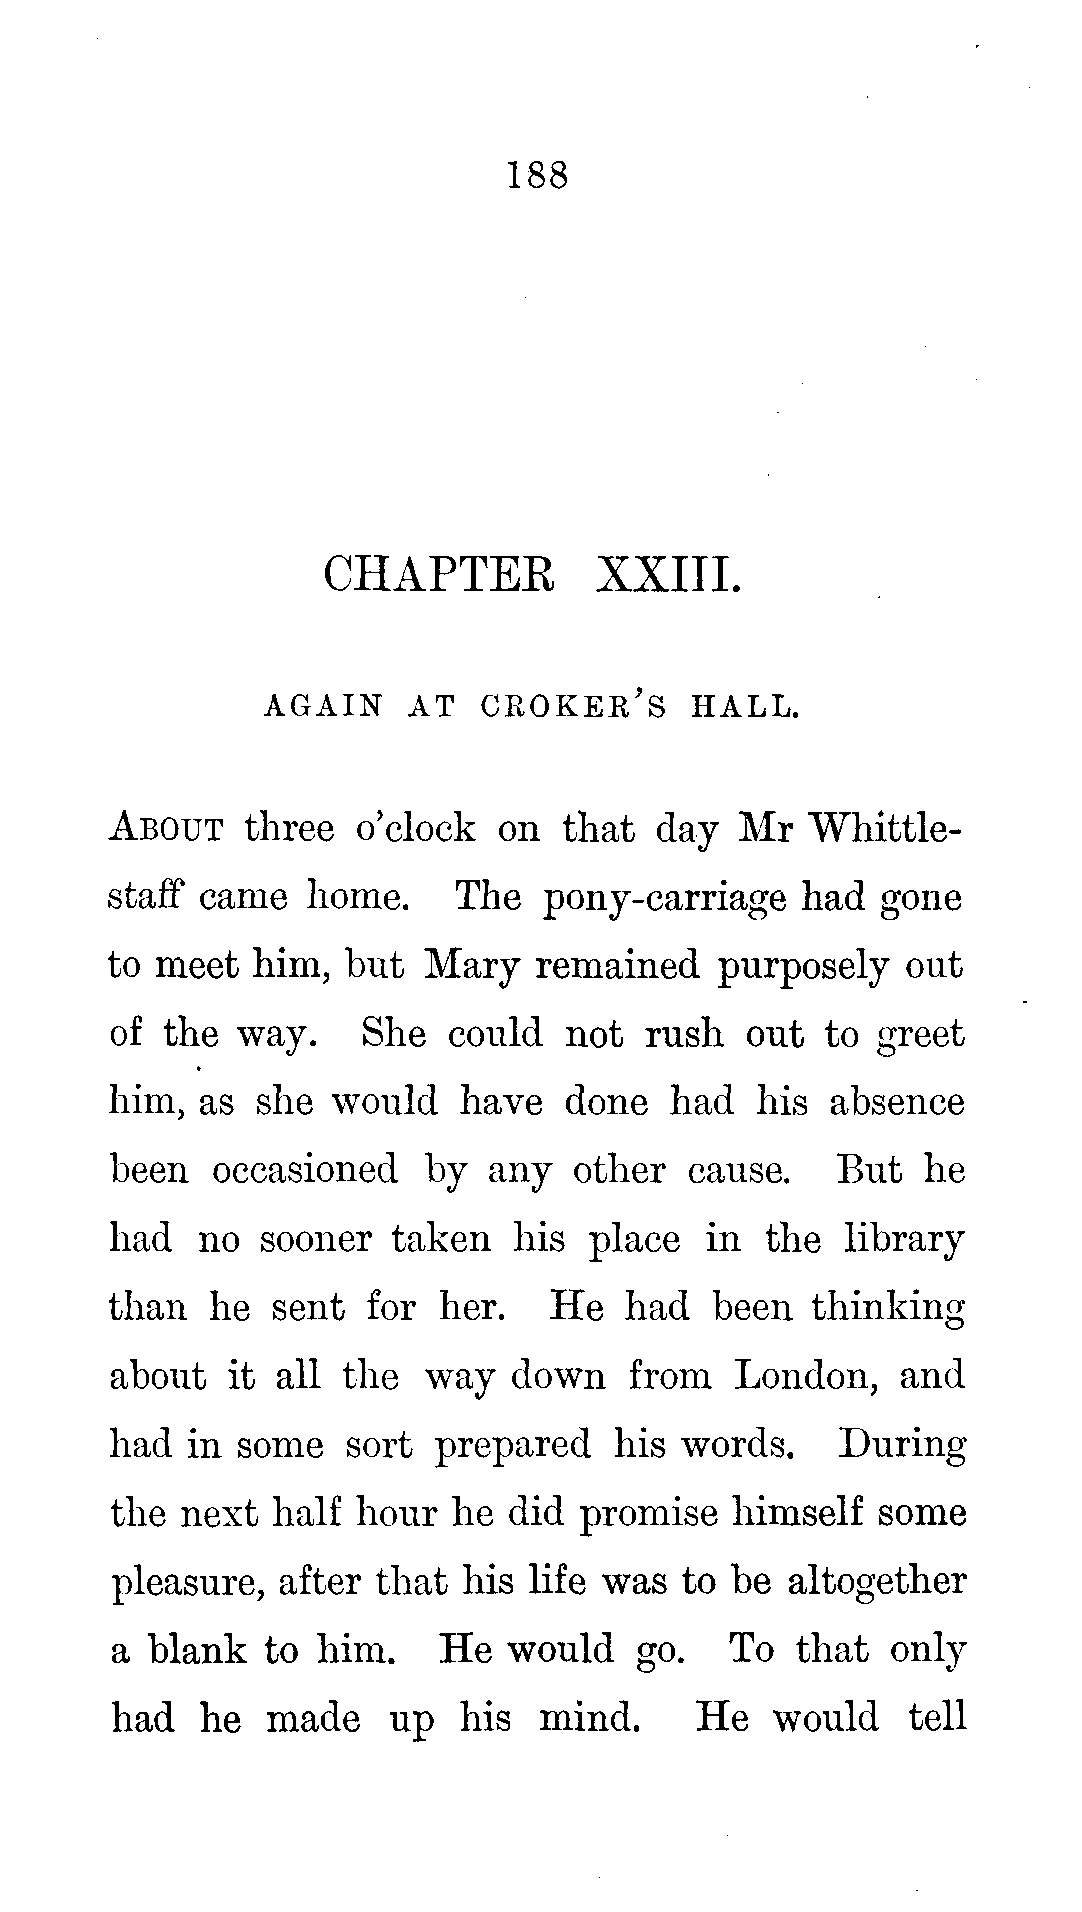 188
CHAPTER XXIII.
AGAIN AT CROKER'S HALL.
ABOUT three o'clock on that day Mr Whittle-
staff came home. The pony-carriage had gone
to meet him, but Mary remained purposely out
of the way. She could not rush out to greet
him, as she would have done had his absence
been occasioned by any other cause. But he
had no sooner taken his place in the library
than he sent for her. He had been thinking
about it all the way down from London, and
had in some sort prepared his words. During
the next half hour he did promise himself some
pleasure, after that his life was to be altogether
a blank to him. He would go. To that only
had he made up his mind. He would tell